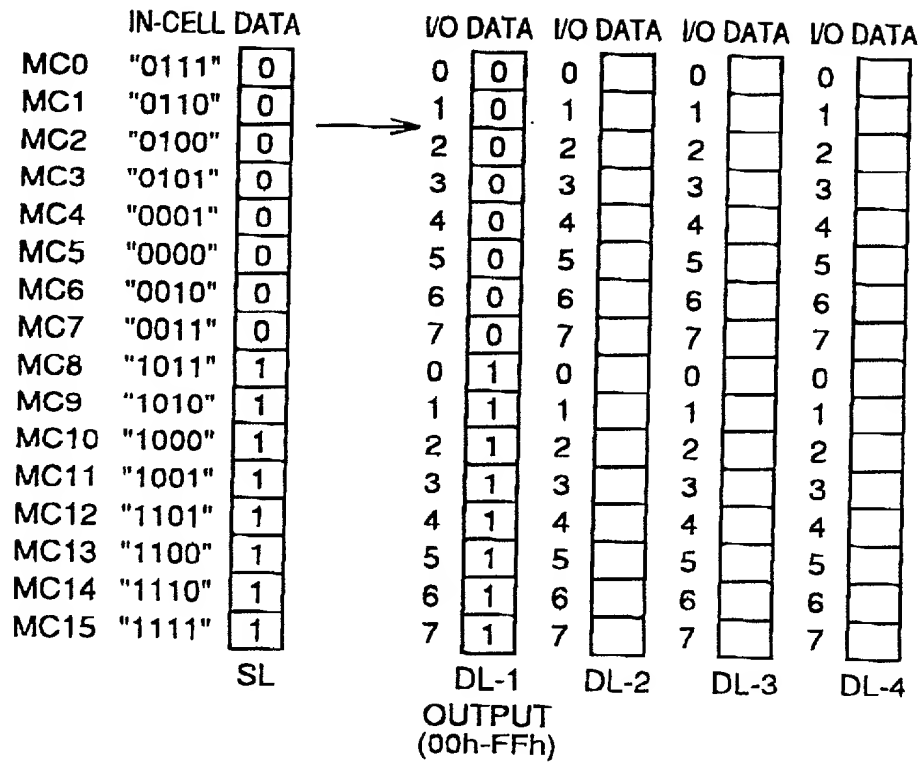 IN-CELL DATA I/O DATA I/O DATA I/O DATA I/O DATA
MC0 "0111" 0 0 0 0 0 0
MC1 "0110" 0 1 0 1 1 1
MC2 "0100" 0 2 0 2 2 2
MC3 "0101" 0 3 0 3 3 3
MC4 "0001" 0 4 0 4 4 4
MC5 "0000" 0 5 0 5 5 5
MC6 "0010" 0 6 0 6 6 6
MC7 "0011" 0 7 0 7 7 7
MC8 "1011" 1 0 1 0 0 0
MC9 "1010" 1 1 1 1 1 1
MC10 "1000" 1 2 1 2 2 2
MC11 "1001" 1 3 1 3 3 3
MC12 "1101" 1 4 1 4 4 4
MC13 "1100" 1 5 1 5 5 5
MC14 "1110" 1 6 1 6 6 6
MC15 "1111" 1 7 1 7 7 7
SL DL-1 DL-2 DL-3 DL-4
OUTPUT
(00h-FFh)